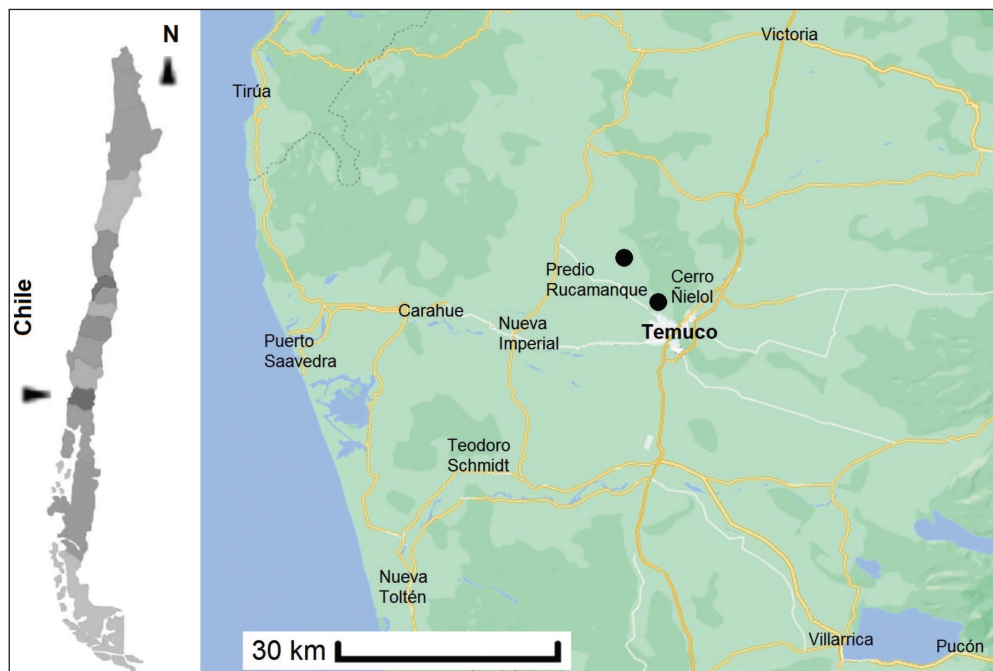 N
Chile
Victoria
Tirúa
Predio
Rucamanque
Cerro
Ñielol
Carahue
Nueva
Imperial
Temuco
Puerto
Saavedra
Teodoro
Schmidt
Nueva
Toltén
30 km
Villarrica
Pucón